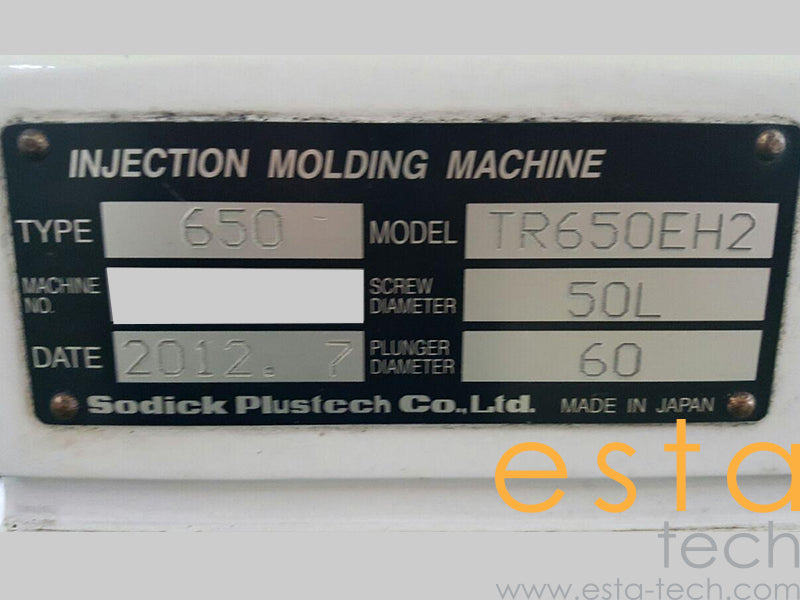 INJECTION MOLDING MACHINE
TYPE 650 MODEL TR650EH2
MACHINE NO. SCREW DIAMETER 50L
DATE 2012. 7 PLUNGER DIAMETER 60
Sodick Plustech Co.,Ltd. MADE IN JAPAN
esta
tech
www.esta-tech.com